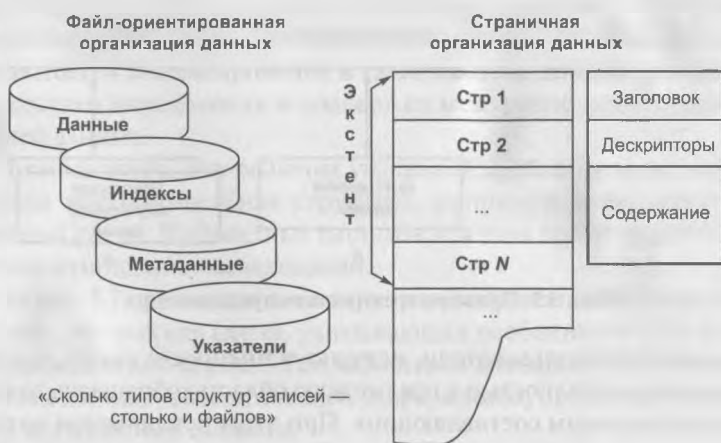 Файл-ориентированная
организация данных
Данные
Индексы
Метаданные
Указатели
«Сколько типов структур записей –
столько и файлов»
Страничная
организация данных
Экстент
Стр 1
Стр 2
...
Стр N
...
Заголовок
Дескрипторы
Содержание